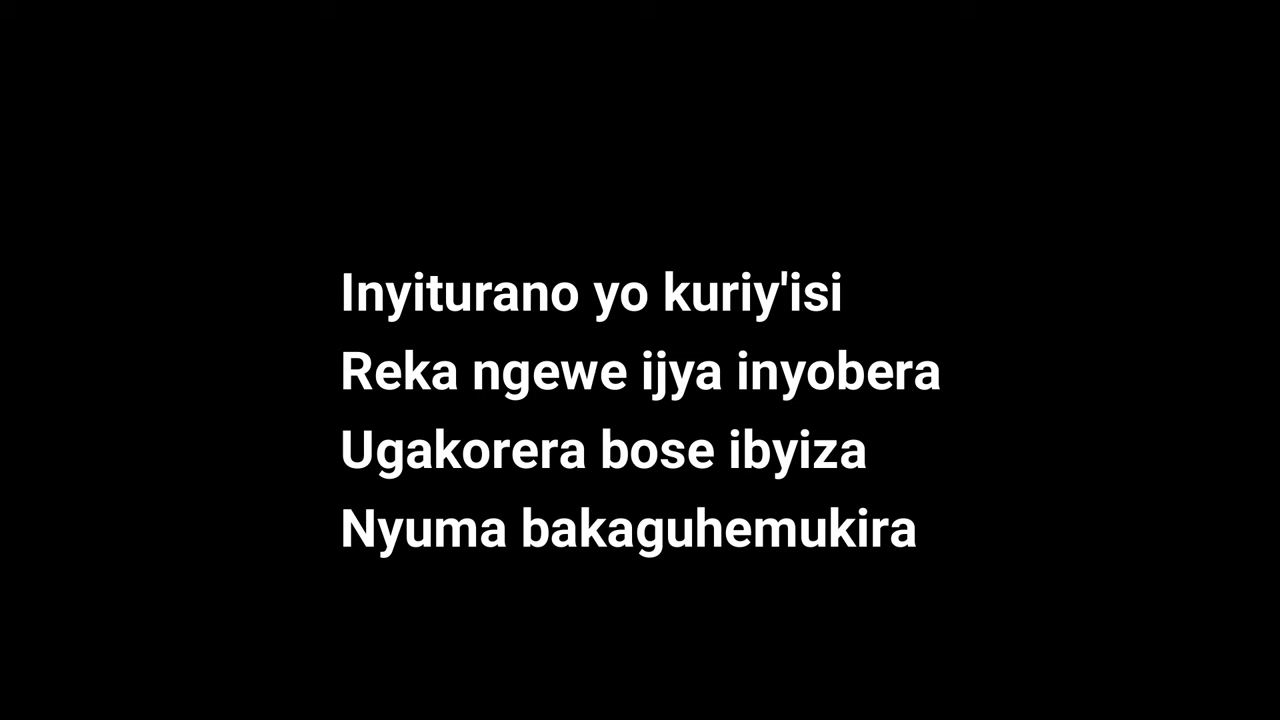 Inyiturano yo kuriy'isi
Reka ngewe ijya inyobera
Ugakorera bose ibyiza
Nyuma bakaguhemukira